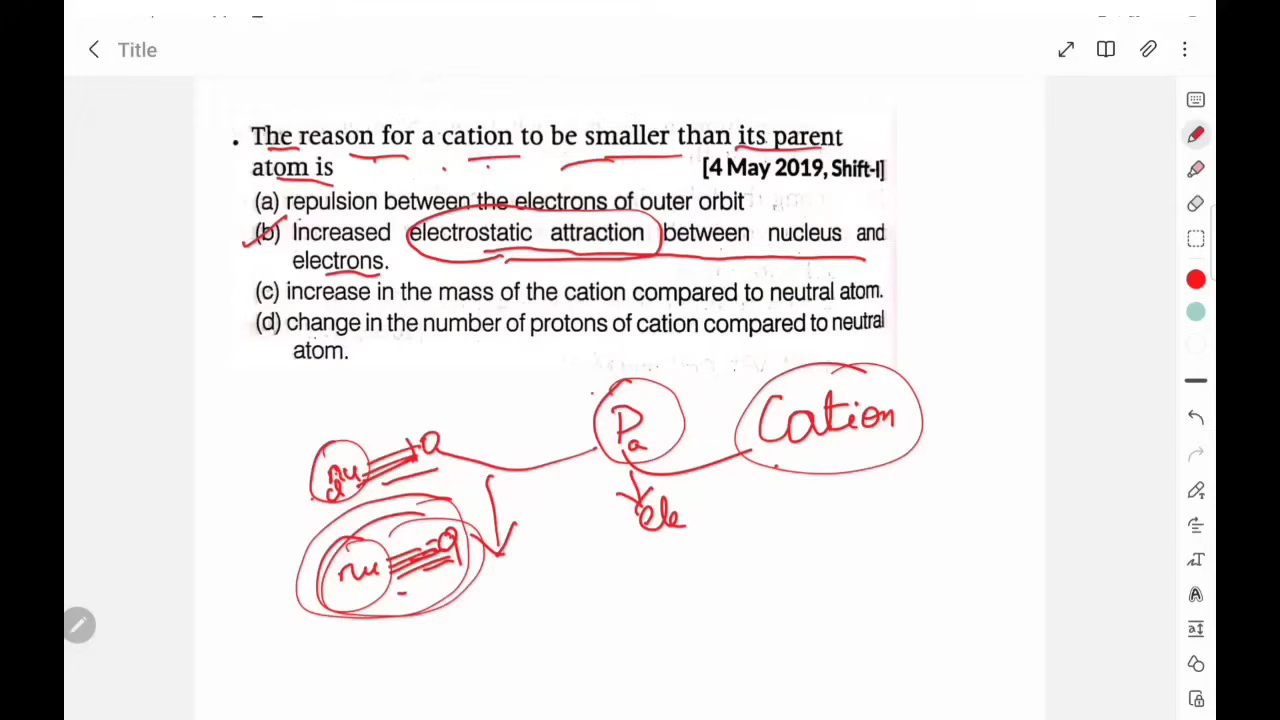 Title
. The reason for a cation to be smaller than its parent
atom is [4 May 2019, Shift-I]
(a) repulsion between the electrons of outer orbit
(b) Increased electrostatic attraction between nucleus and
electrons.
(c) increase in the mass of the cation compared to neutral atom.
(d) change in the number of protons of cation compared to neutral
atom.
Pa Cation
ele
nu